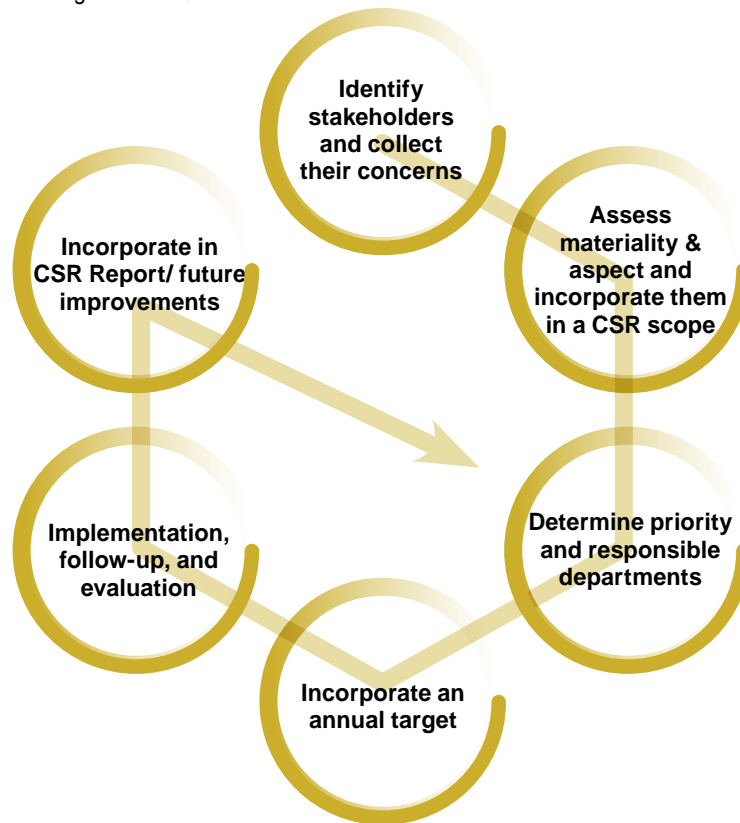 Identify
stakeholders
and collect
their concerns
Assess
materiality &
aspect and
incorporate them
in a CSR scope
Determine priority
and responsible
departments
Incorporate an
annual target
Implementation,
follow-up, and
evaluation
Incorporate in
CSR Report/ future
improvements